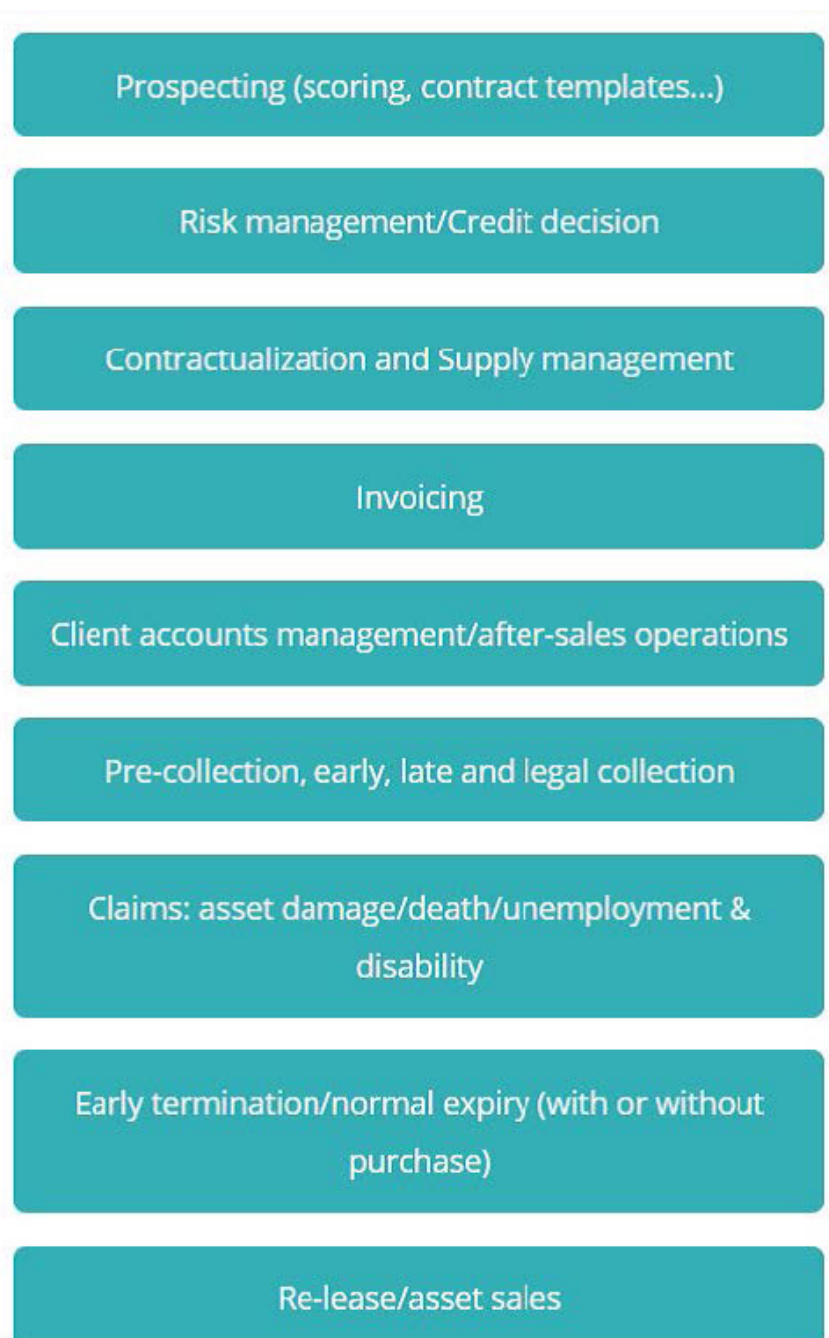 Prospecting (scoring, contract templates...)
Risk management/Credit decision
Contractualization and Supply management
Invoicing
Client accounts management/after-sales operations
Pre-collection, early, late and legal collection
Claims: asset damage/death/unemployment &
disability
Early termination/normal expiry (with or without
purchase)
Re-lease/asset sales